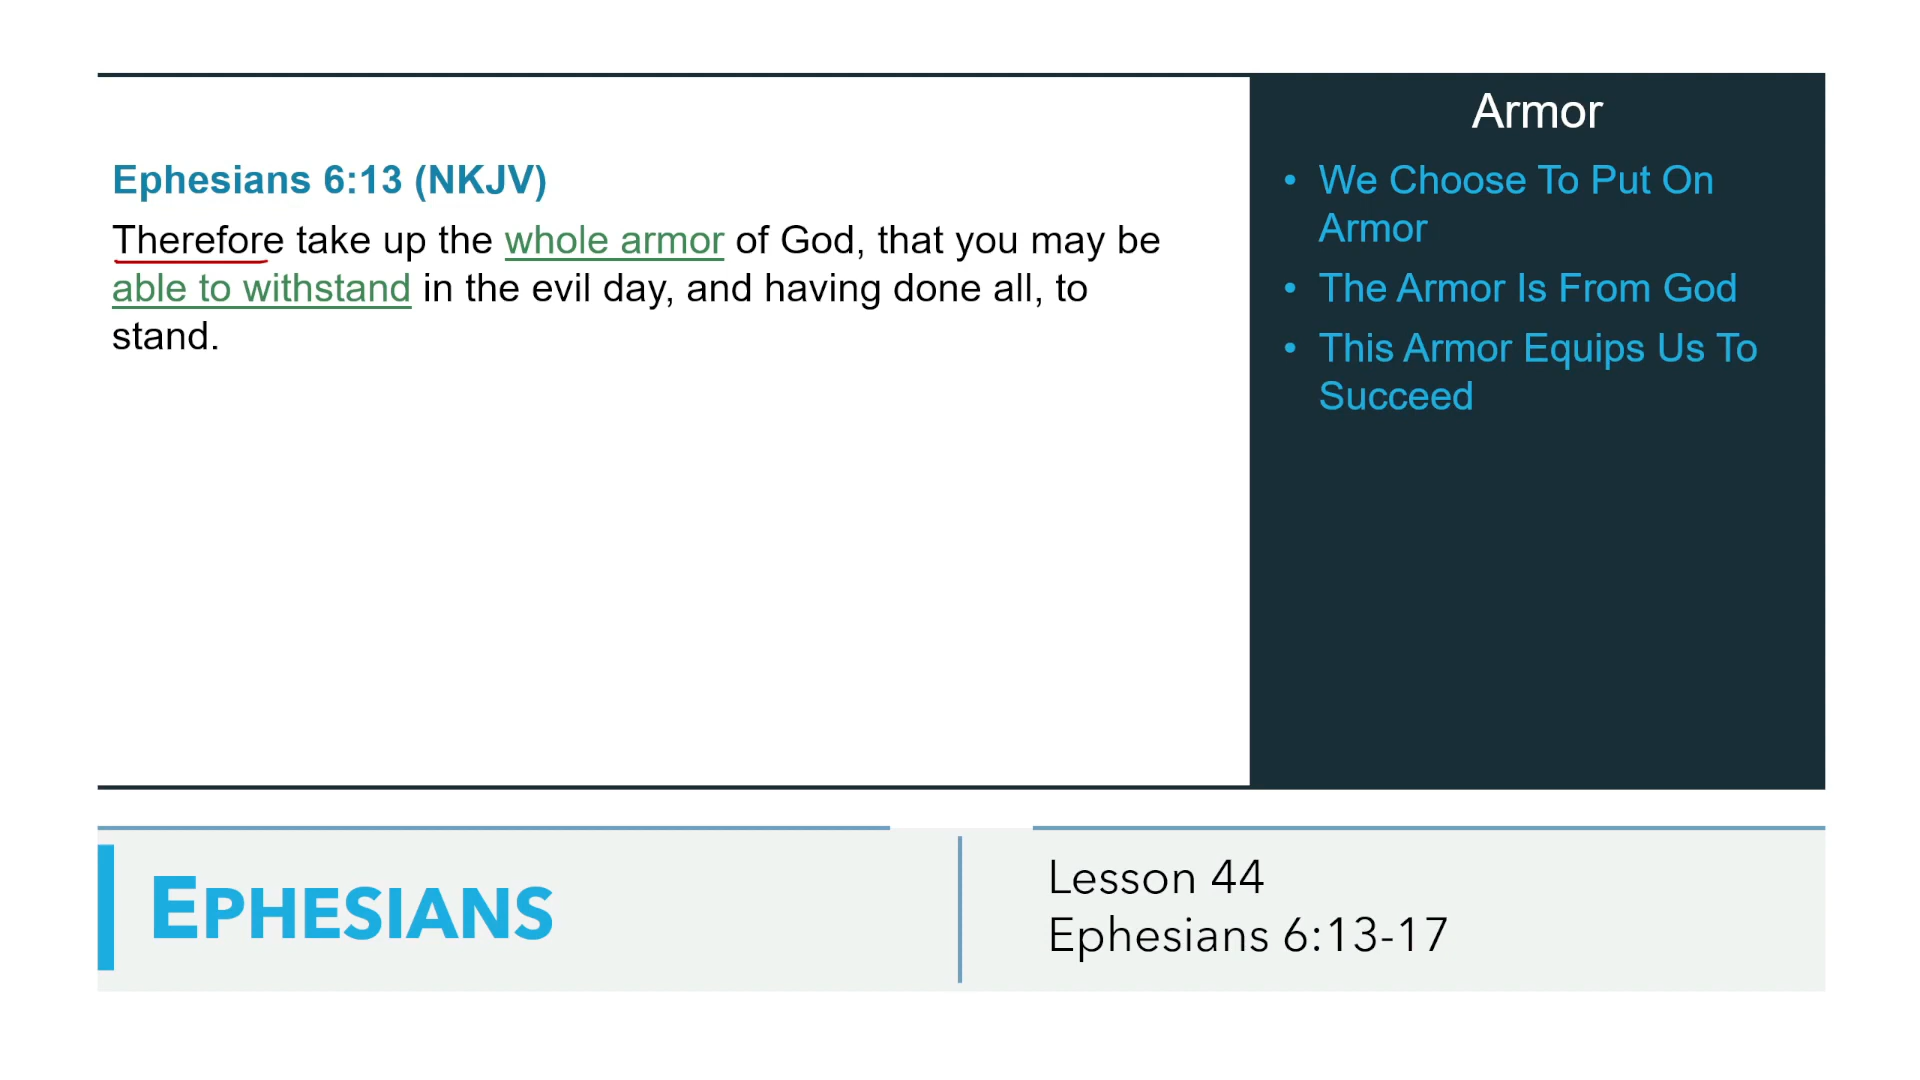 Ephesians 6:13 (NKJV)
Therefore take up the whole armor of God, that you may be
able to withstand in the evil day, and having done all, to
stand.
Armor
• We Choose To Put On
Armor
• The Armor Is From God
• This Armor Equips Us To
Succeed
EPHESIANS
Lesson 44
Ephesians 6:13-17